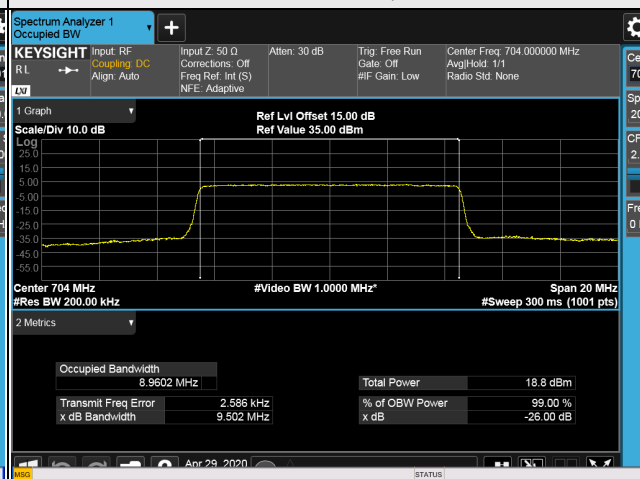 Spectrum Analyzer 1
Occupied BW
KEYSIGHT Input: RF Input Z: 50 Ω Atten: 30 dB Trig: Free Run Center Freq: 704.000000 MHz
RL Coupling: DC Corrections: Off Gate: Off Avg|Hold: 1/1
Align: Auto Freq Ref: Int (S) #IF Gain: Low Radio Std: None
LXI NFE: Adaptive
1 Graph Ref Lvl Offset 15.00 dB
Scale/Div 10.0 dB Ref Value 35.00 dBm
Log
25.0
15.0
5.00
-5.00
-15.0
-25.0
-35.0
-45.0
-55.0
Center 704 MHz #Video BW 1.0000 MHz* Span 20 MHz
#Res BW 200.00 kHz #Sweep 300 ms (1001 pts)
2 Metrics
Occupied Bandwidth
8.9602 MHz Total Power 18.8 dBm
Transmit Freq Error 2.586 kHz % of OBW Power 99.00 %
x dB Bandwidth 9.502 MHz x dB -26.00 dB
Apr 29, 2020
MSG STATUS